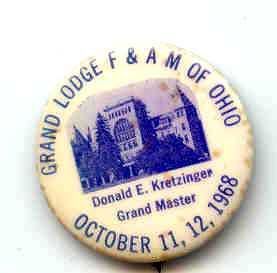 GRAND LODGE F & A M OF OHIO
Donald E. Kretzinger
Grand Master
OCTOBER 11, 12, 1968